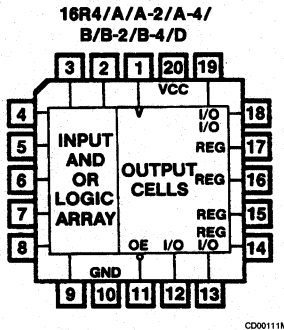 16R4/A/A-2/A-4/
B/B-2/B-4/D
3 2 1 20 19
VCC
4 I/O 18
I/O
5 INPUT REG 17
AND
6 OR OUTPUT REG 16
LOGIC CELLS
7 ARRAY REG 15
REG
8 OE I/O I/O 14
GND
9 10 11 12 13
CD00111M